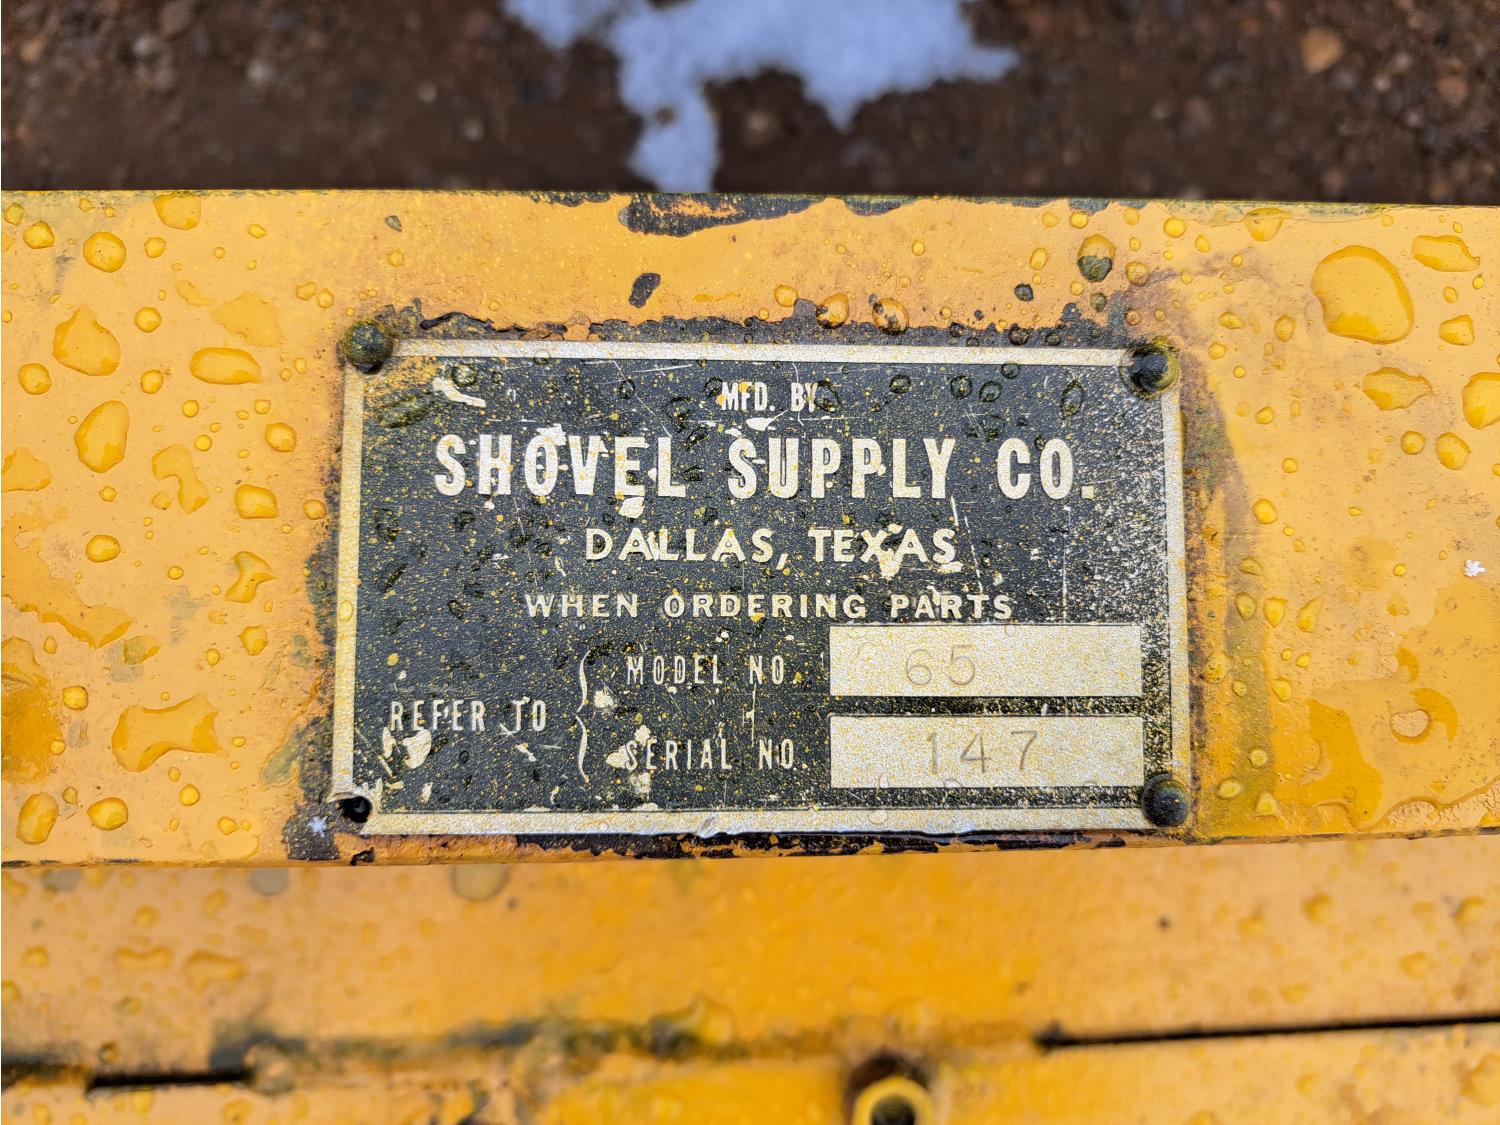 MFD. BY
SHOVEL SUPPLY CO.
DALLAS, TEXAS
WHEN ORDERING PARTS
REFER TO
MODEL NO. 65
SERIAL NO. 147